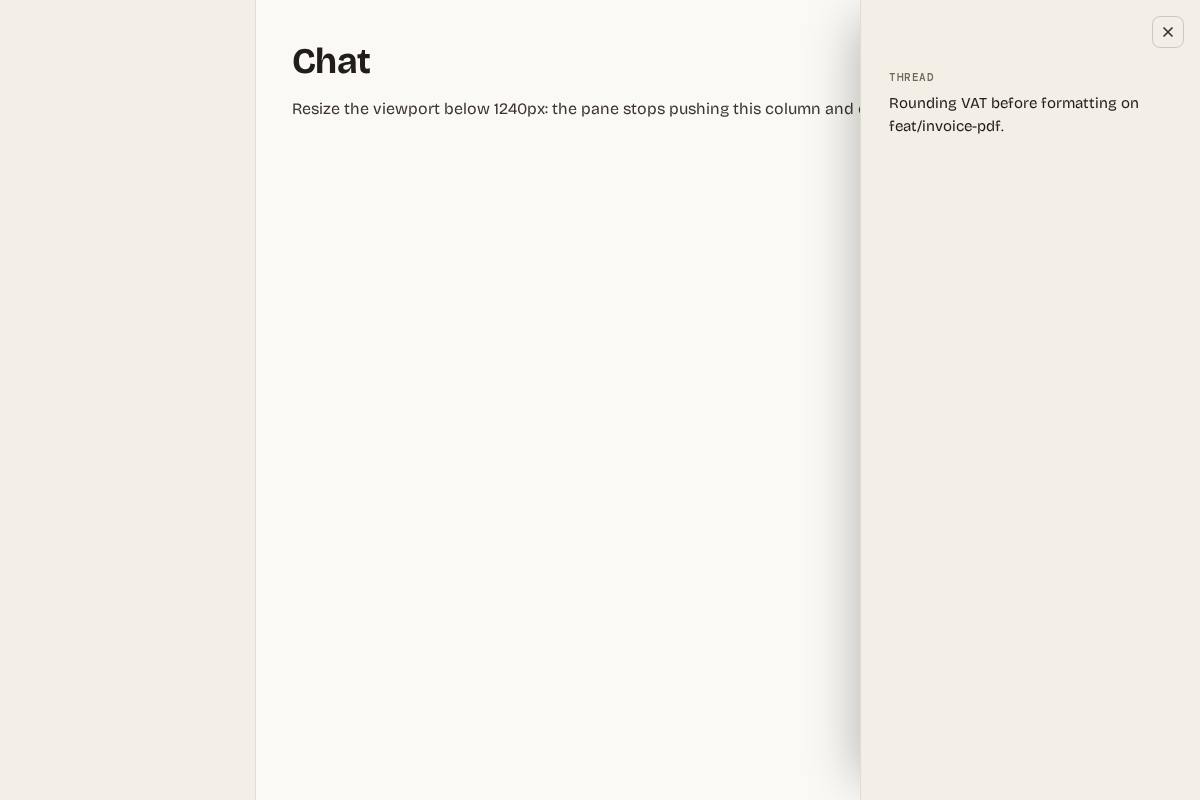 Chat
Resize the viewport below 1240px: the pane stops pushing this column and
THREAD
Rounding VAT before formatting on
feat/invoice-pdf.